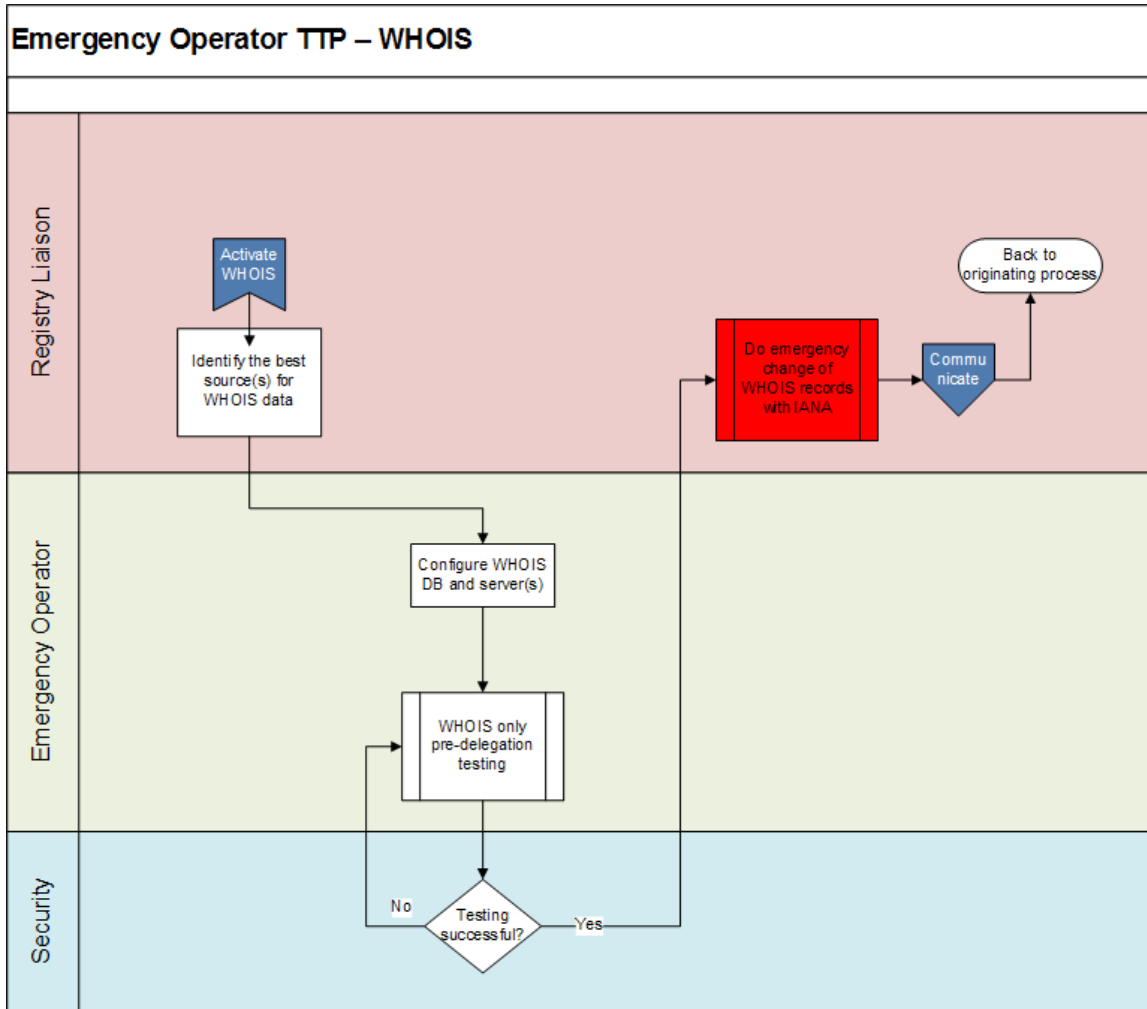 Emergency Operator TTP – WHOIS
Registry Liaison
Activate
WHOIS
Identify the best
source(s) for
WHOIS data
Do emergency
change of
WHOIS records
with IANA
Commu
nicate
Back to
originating process
Emergency Operator
Configure WHOIS
DB and server(s)
WHOIS only
pre-delegation
testing
Security
Testing
successful?
No
Yes